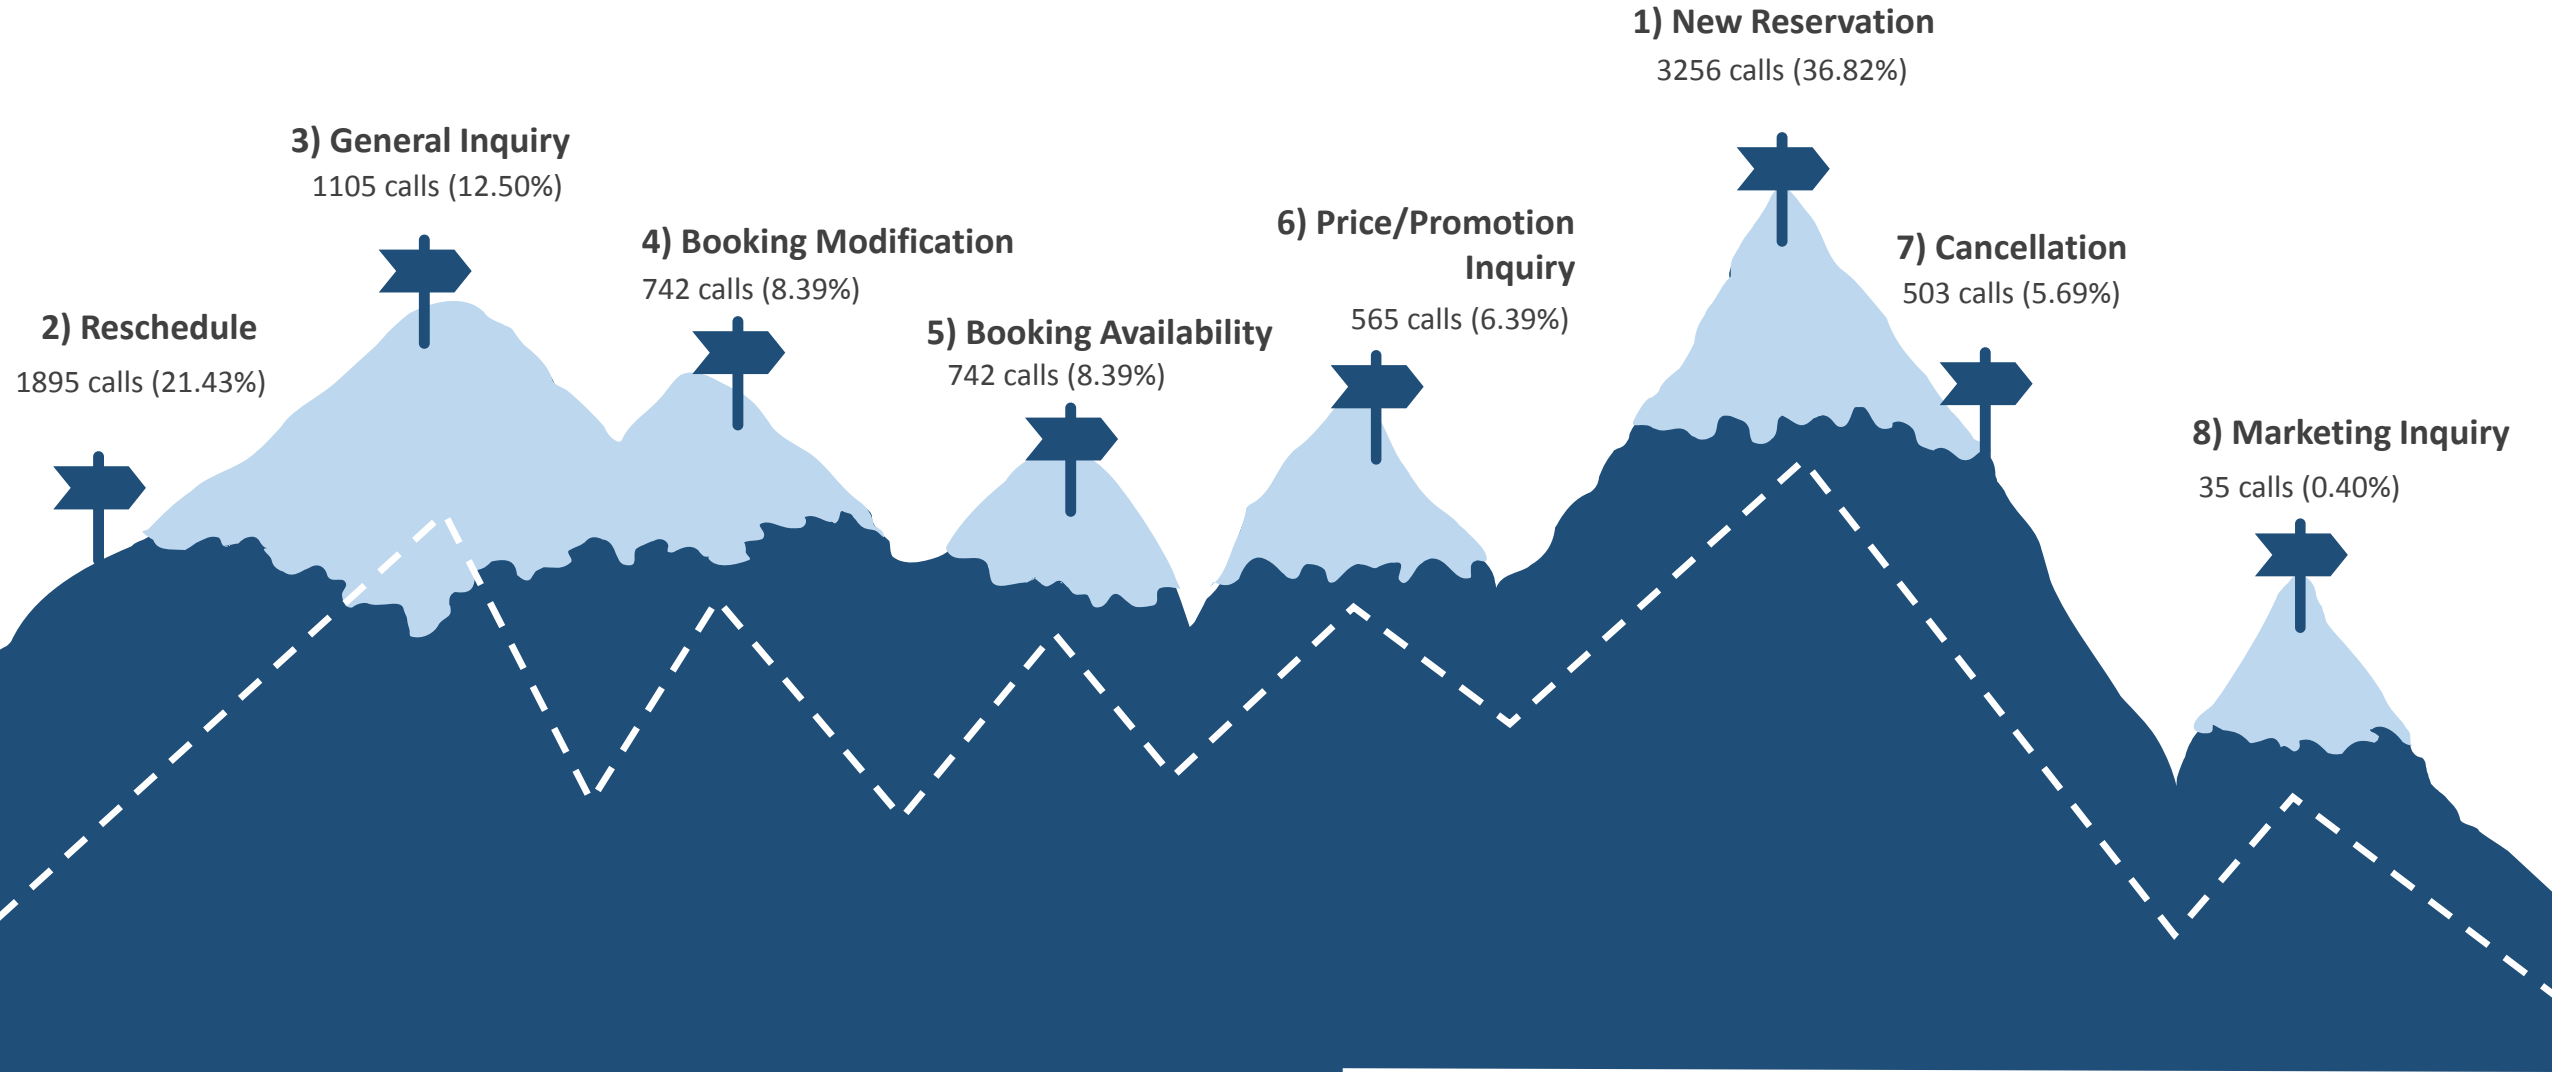 1) New Reservation
3256 calls (36.82%)
3) General Inquiry
1105 calls (12.50%)
4) Booking Modification
742 calls (8.39%)
6) Price/Promotion
Inquiry
565 calls (6.39%)
7) Cancellation
503 calls (5.69%)
2) Reschedule
1895 calls (21.43%)
5) Booking Availability
742 calls (8.39%)
8) Marketing Inquiry
35 calls (0.40%)